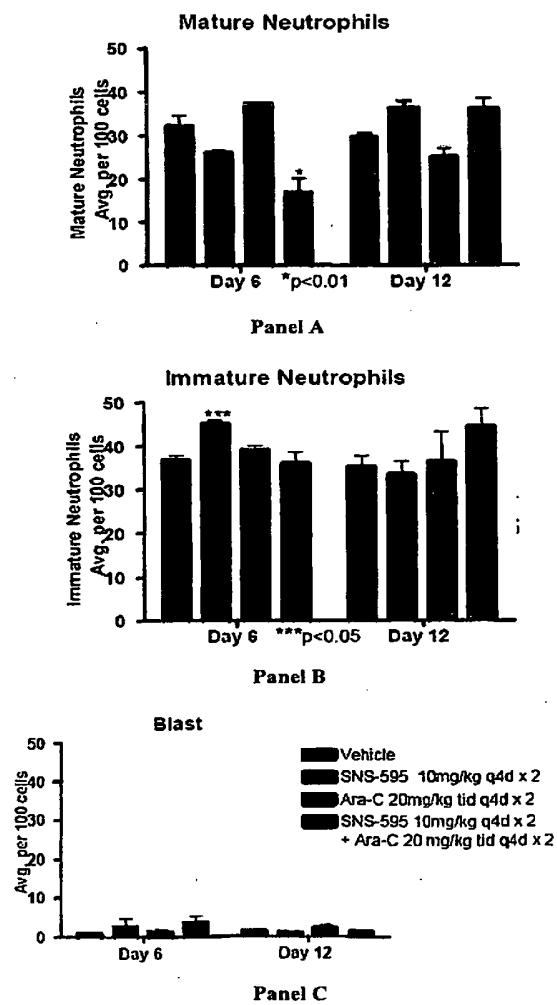 Mature Neutrophils
Mature Neutrophils
Avg. per 100 cells
50
40
30
20
10
0
*
Day 6 *p<0.01 Day 12
Panel A
Immature Neutrophils
Immature Neutrophils
Avg. per 100 cells
50
40
30
20
10
0
***
Day 6 ***p<0.05 Day 12
Panel B
Blast
Avg. per 100 cells
50
40
30
20
10
0
Vehicle
SNS-595 10mg/kg q4d x 2
Ara-C 20mg/kg tid q4d x 2
SNS-595 10mg/kg q4d x 2
+ Ara-C 20 mg/kg tid q4d x 2
Day 6 Day 12
Panel C